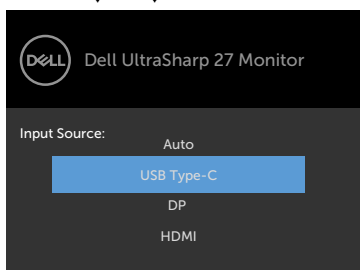 DELL
Dell UltraSharp 27 Monitor
Input Source:
Auto
USB Type-C
DP
HDMI